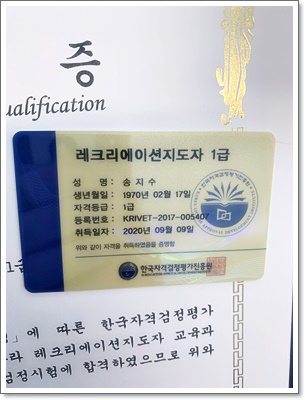 증
ualification
레크리에이션지도자 1급
성 명 : 송 지 수
생년월일 : 1970년 02월 17일
자격등급 : 1급
등록번호 : KRIVET-2017-005407
취득일자 : 2020년 09월 09일
위와 같이 자격을 취득하였음을 증명함
한국자격검정평가진흥원
1급
에 따른 한국자격검정평가
라 레크리에이션지도자 교육과
검정시험에 합격하였으므로 위와